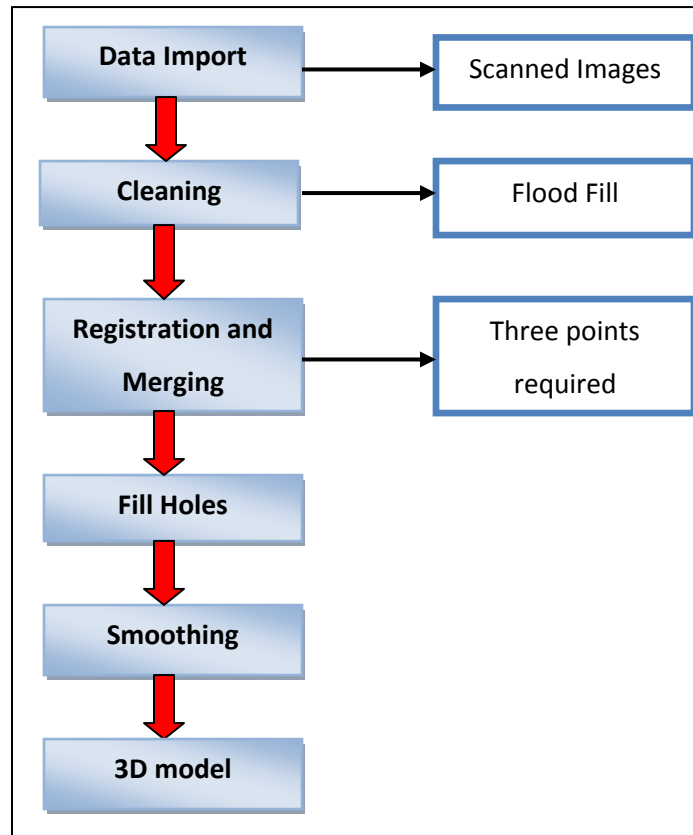 Data Import
Scanned Images
Cleaning
Flood Fill
Registration and
Merging
Three points
required
Fill Holes
Smoothing
3D model